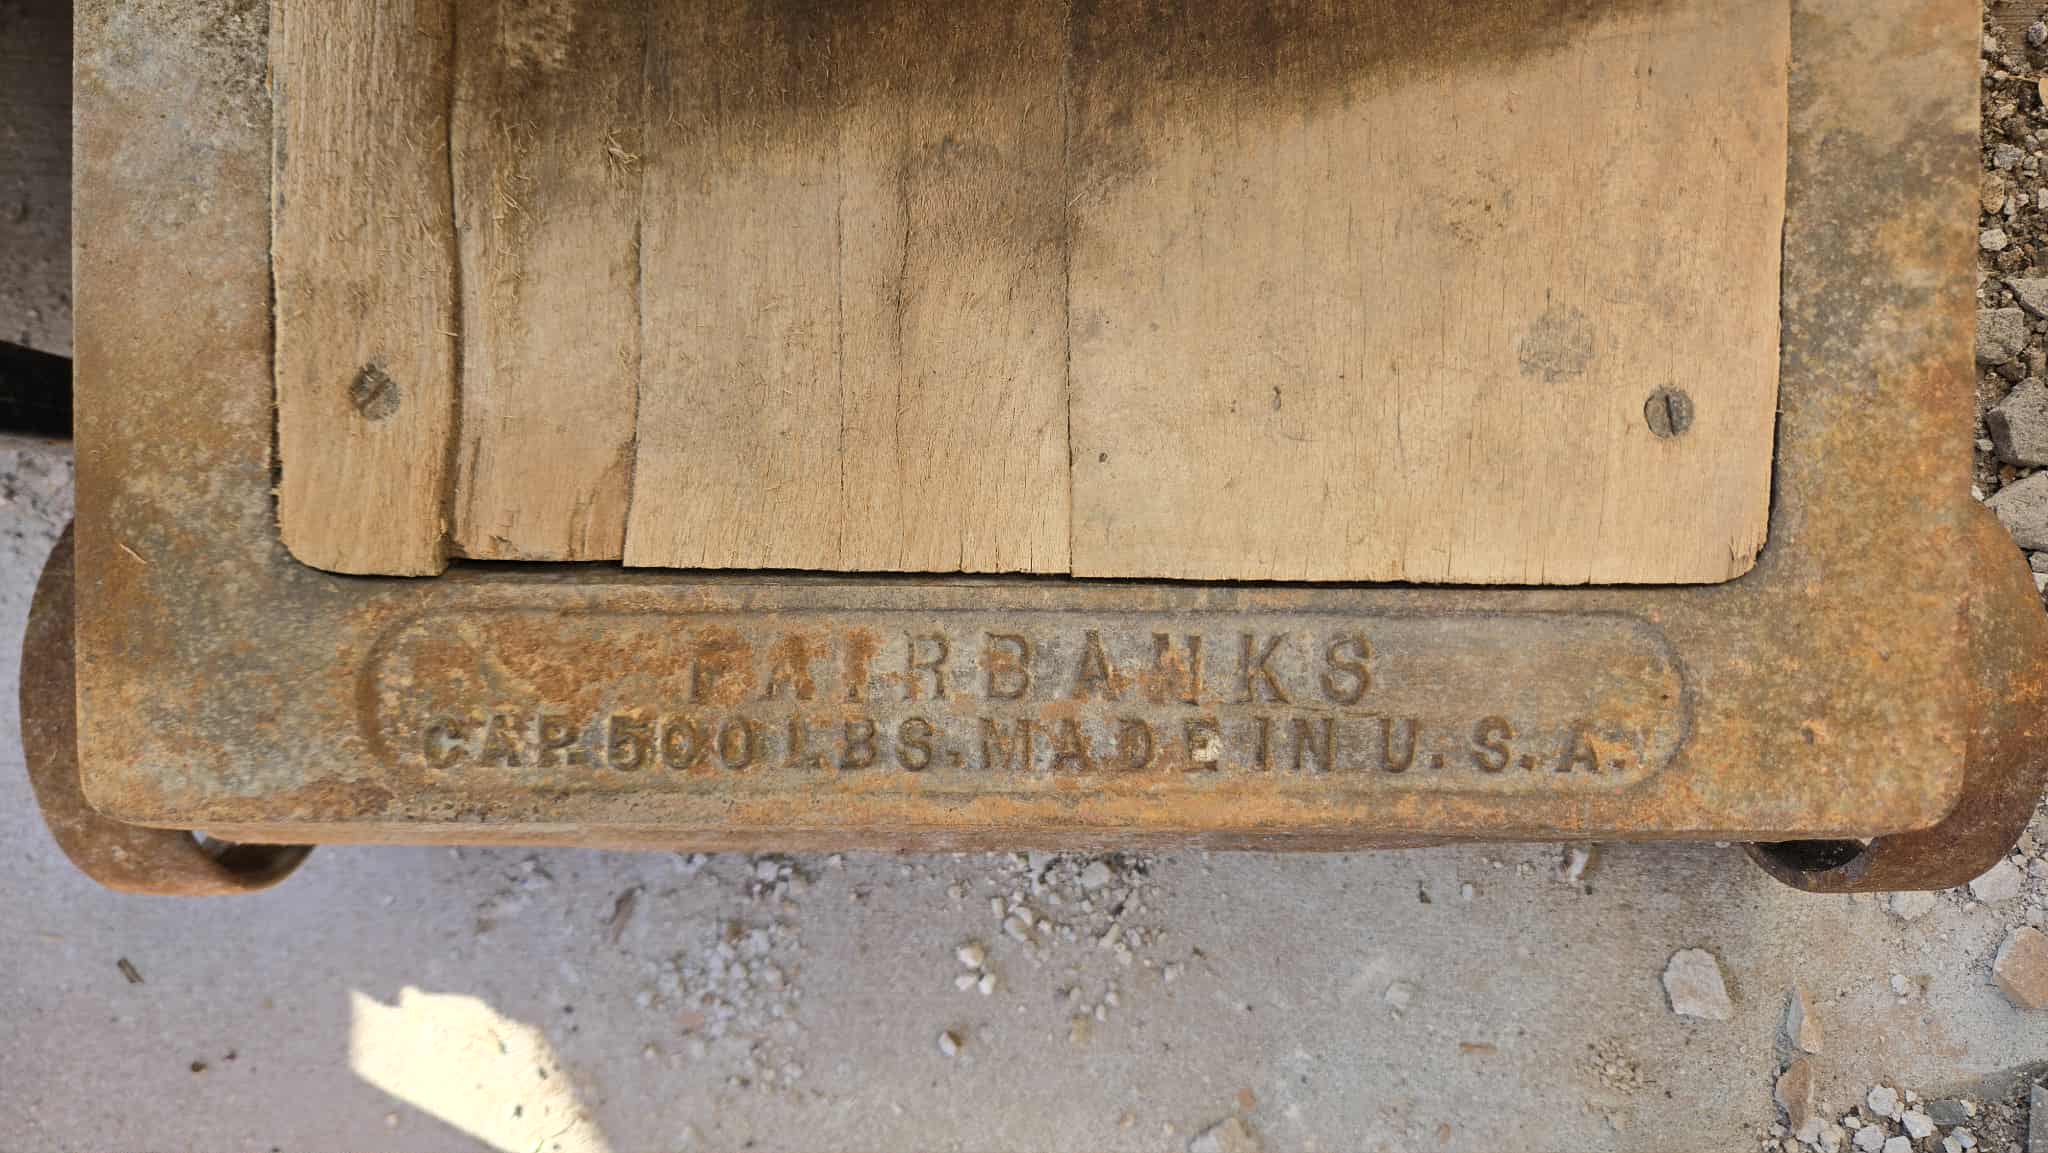 FAIRBANKS
CAP. 500 LBS. MADE IN U.S.A.